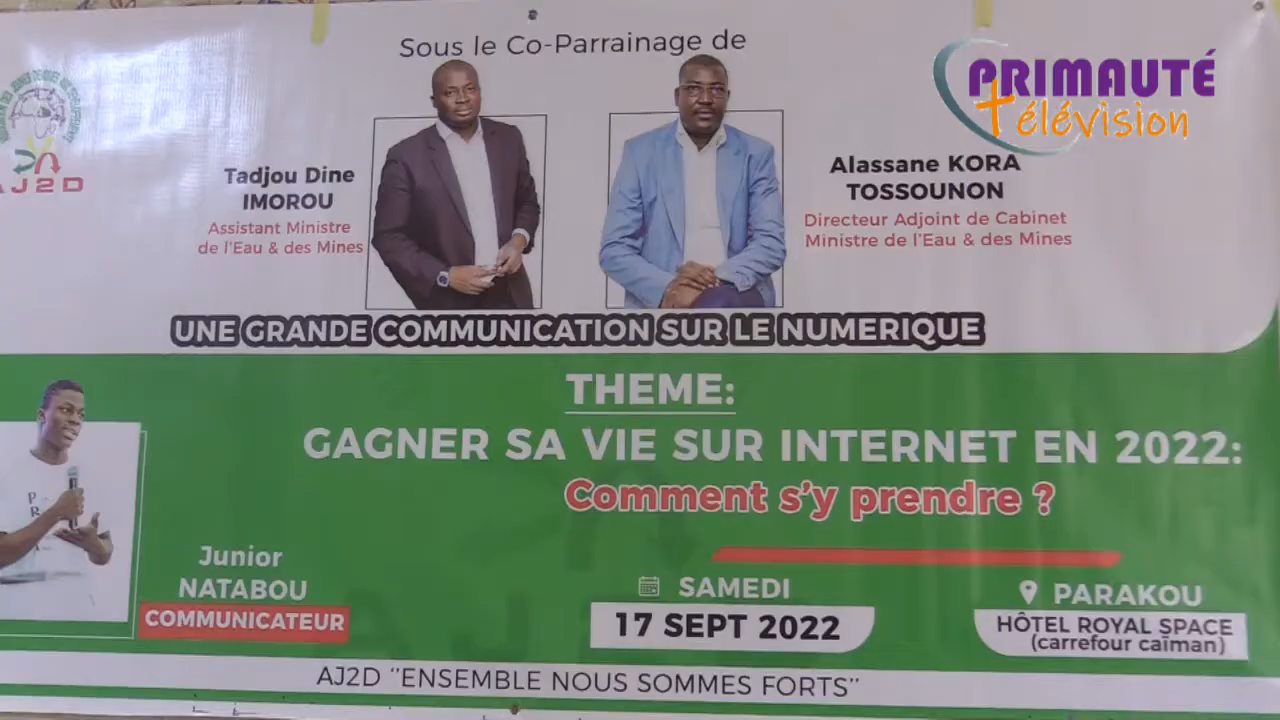 Sous le Co-Parrainage de
PRIMAUTÉ
Télévision
AJ2D
Tadjou Dine
IMOROU
Assistant Ministre
de l'Eau & des Mines
Alassane KORA
TOSSOUNON
Directeur Adjoint de Cabinet
Ministre de l'Eau & des Mines
UNE GRANDE COMMUNICATION SUR LE NUMERIQUE
THEME:
GAGNER SA VIE SUR INTERNET EN 2022:
Comment s'y prendre ?
Junior
NATABOU
COMMUNICATEUR
SAMEDI
17 SEPT 2022
PARAKOU
HÔTEL ROYAL SPACE
(carrefour caïman)
AJ2D ''ENSEMBLE NOUS SOMMES FORTS''